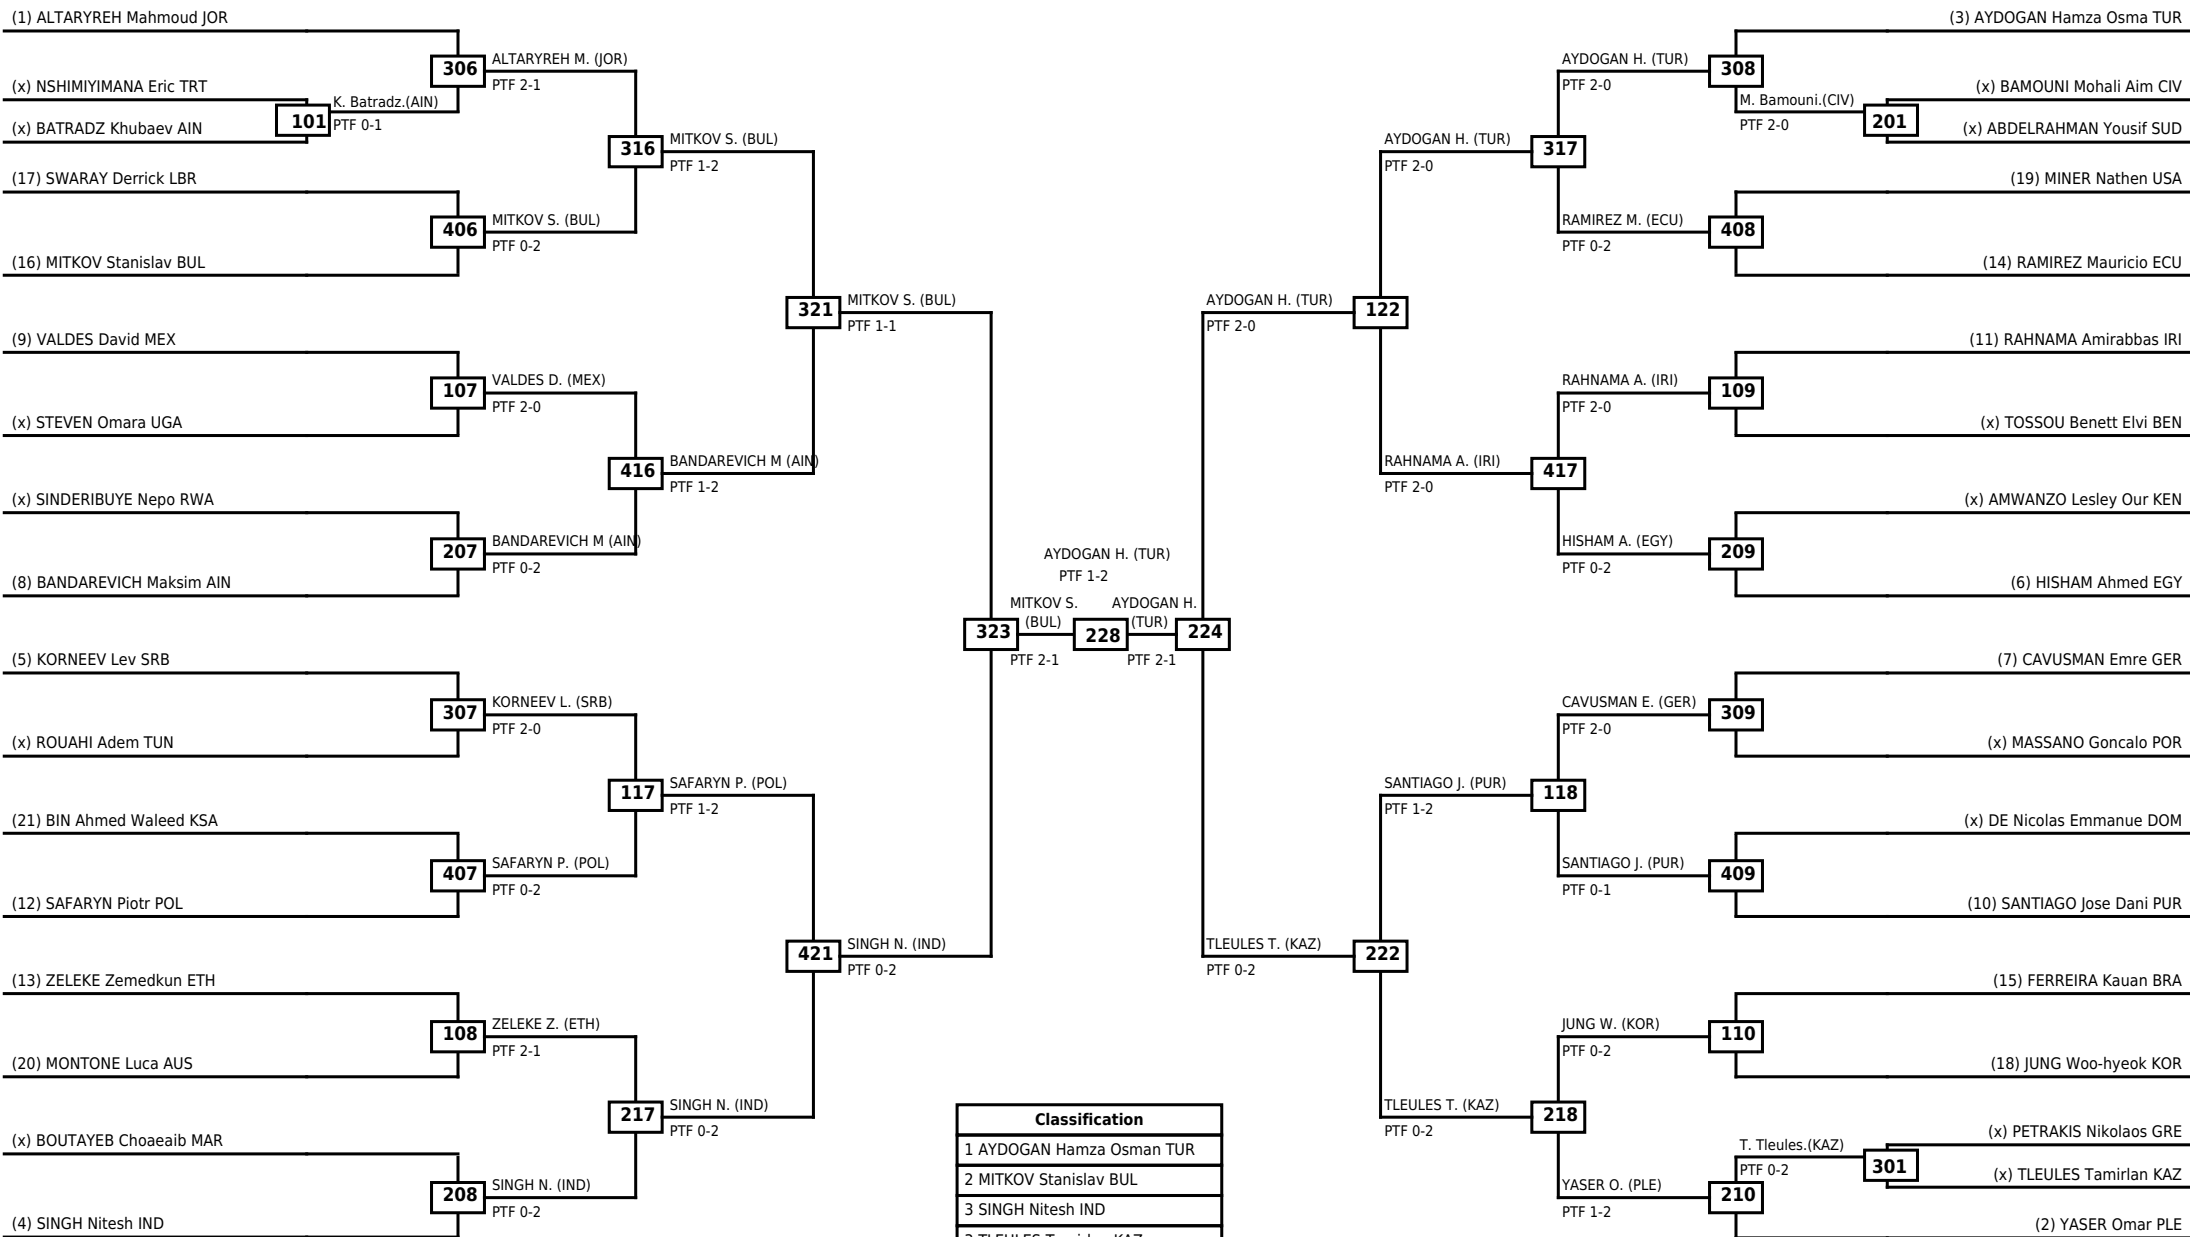 (1) ALTARYREH Mahmoud JOR
306
ALTARYREH M. (JOR)
PTF 2-1
(x) NSHIMIYIMANA Eric TRT
101
K. Batradz.(AIN)
PTF 0-1
(x) BATRADZ Khubaev AIN
316
MITKOV S. (BUL)
PTF 1-2
(17) SWARAY Derrick LBR
406
MITKOV S. (BUL)
PTF 0-2
(16) MITKOV Stanislav BUL
321
MITKOV S. (BUL)
PTF 1-1
(9) VALDES David MEX
107
VALDES D. (MEX)
PTF 2-0
(x) STEVEN Omara UGA
416
BANDAREVICH M (AIN)
PTF 1-2
(x) SINDERIBUYE Nepo RWA
207
BANDAREVICH M (AIN)
PTF 0-2
(8) BANDAREVICH Maksim AIN
(5) KORNEEV Lev SRB
307
KORNEEV L. (SRB)
PTF 2-0
(x) ROUAHI Adem TUN
117
SAFARYN P. (POL)
PTF 1-2
(21) BIN Ahmed Waleed KSA
407
SAFARYN P. (POL)
PTF 0-2
(12) SAFARYN Piotr POL
421
SINGH N. (IND)
PTF 0-2
(13) ZELEKE Zemedkun ETH
108
ZELEKE Z. (ETH)
PTF 2-1
(20) MONTONE Luca AUS
217
SINGH N. (IND)
PTF 0-2
(x) BOUTAYEB Choaeaib MAR
208
SINGH N. (IND)
PTF 0-2
(4) SINGH Nitesh IND
AYDOGAN H. (TUR)
PTF 1-2
323
MITKOV S.
(BUL)
PTF 2-1
228
AYDOGAN H.
(TUR)
PTF 2-1
224
(3) AYDOGAN Hamza Osma TUR
AYDOGAN H. (TUR)
PTF 2-0
308
(x) BAMOUNI Mohali Aim CIV
M. Bamouni.(CIV)
PTF 2-0
201
(x) ABDELRAHMAN Yousif SUD
AYDOGAN H. (TUR)
PTF 2-0
317
(19) MINER Nathen USA
RAMIREZ M. (ECU)
PTF 0-2
408
(14) RAMIREZ Mauricio ECU
AYDOGAN H. (TUR)
PTF 2-0
122
(11) RAHNAMA Amirabbas IRI
RAHNAMA A. (IRI)
PTF 2-0
109
(x) TOSSOU Benett Elvi BEN
RAHNAMA A. (IRI)
PTF 2-0
417
(x) AMWANZO Lesley Our KEN
HISHAM A. (EGY)
PTF 0-2
209
(6) HISHAM Ahmed EGY
(7) CAVUSMAN Emre GER
CAVUSMAN E. (GER)
PTF 2-0
309
(x) MASSANO Goncalo POR
SANTIAGO J. (PUR)
PTF 1-2
118
(x) DE Nicolas Emmanue DOM
SANTIAGO J. (PUR)
PTF 0-1
409
(10) SANTIAGO Jose Dani PUR
TLEULES T. (KAZ)
PTF 0-2
222
(15) FERREIRA Kauan BRA
JUNG W. (KOR)
PTF 0-2
110
(18) JUNG Woo-hyeok KOR
TLEULES T. (KAZ)
PTF 0-2
218
(x) PETRAKIS Nikolaos GRE
T. Tleules.(KAZ)
PTF 0-2
301
(x) TLEULES Tamirlan KAZ
YASER O. (PLE)
PTF 1-2
210
(2) YASER Omar PLE
Classification
1 AYDOGAN Hamza Osman TUR
2 MITKOV Stanislav BUL
3 SINGH Nitesh IND
3 TLEULES Tamirlan KAZ